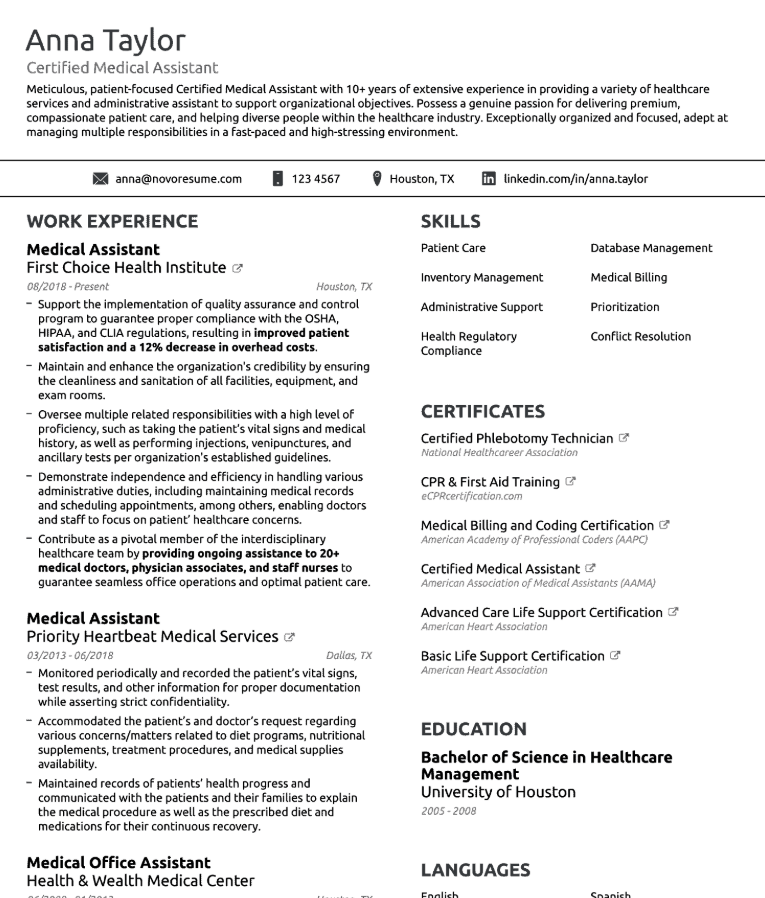 Anna Taylor
Certified Medical Assistant
Meticulous, patient-focused Certified Medical Assistant with 10+ years of extensive experience in providing a variety of healthcare
services and administrative assistant to support organizational objectives. Possess a genuine passion for delivering premium,
compassionate patient care, and helping diverse people within the healthcare industry. Exceptionally organized and focused, adept at
managing multiple responsibilities in a fast-paced and high-stressing environment.
anna@novoresume.com 123 4567 Houston, TX linkedin.com/in/anna.taylor
WORK EXPERIENCE
Medical Assistant
First Choice Health Institute
08/2018 - Present Houston, TX
– Support the implementation of quality assurance and control
program to guarantee proper compliance with the OSHA,
HIPAA, and CLIA regulations, resulting in improved patient
satisfaction and a 12% decrease in overhead costs.
– Maintain and enhance the organization's credibility by ensuring
the cleanliness and sanitation of all facilities, equipment, and
exam rooms.
– Oversee multiple related responsibilities with a high level of
proficiency, such as taking the patient's vital signs and medical
history, as well as performing injections, venipunctures, and
ancillary tests per organization's established guidelines.
– Demonstrate independence and efficiency in handling various
administrative duties, including maintaining medical records
and scheduling appointments, among others, enabling doctors
and staff to focus on patient' healthcare concerns.
– Contribute as a pivotal member of the interdisciplinary
healthcare team by providing ongoing assistance to 20+
medical doctors, physician associates, and staff nurses to
guarantee seamless office operations and optimal patient care.
Medical Assistant
Priority Heartbeat Medical Services
03/2013 - 06/2018 Dallas, TX
– Monitored periodically and recorded the patient's vital signs,
test results, and other information for proper documentation
while asserting strict confidentiality.
– Accommodated the patient's and doctor's request regarding
various concerns/matters related to diet programs, nutritional
supplements, treatment procedures, and medical supplies
availability.
– Maintained records of patients' health progress and
communicated with the patients and their families to explain
the medical procedure as well as the prescribed diet and
medications for their continuous recovery.
Medical Office Assistant
Health & Wealth Medical Center
SKILLS
Patient Care Database Management
Inventory Management Medical Billing
Administrative Support Prioritization
Health Regulatory Conflict Resolution
Compliance
CERTIFICATES
Certified Phlebotomy Technician
National Healthcareer Association
CPR & First Aid Training
eCPRcertification.com
Medical Billing and Coding Certification
American Academy of Professional Coders (AAPC)
Certified Medical Assistant
American Association of Medical Assistants (AAMA)
Advanced Care Life Support Certification
American Heart Association
Basic Life Support Certification
American Heart Association
EDUCATION
Bachelor of Science in Healthcare
Management
University of Houston
2005 - 2008
LANGUAGES
English Spanish